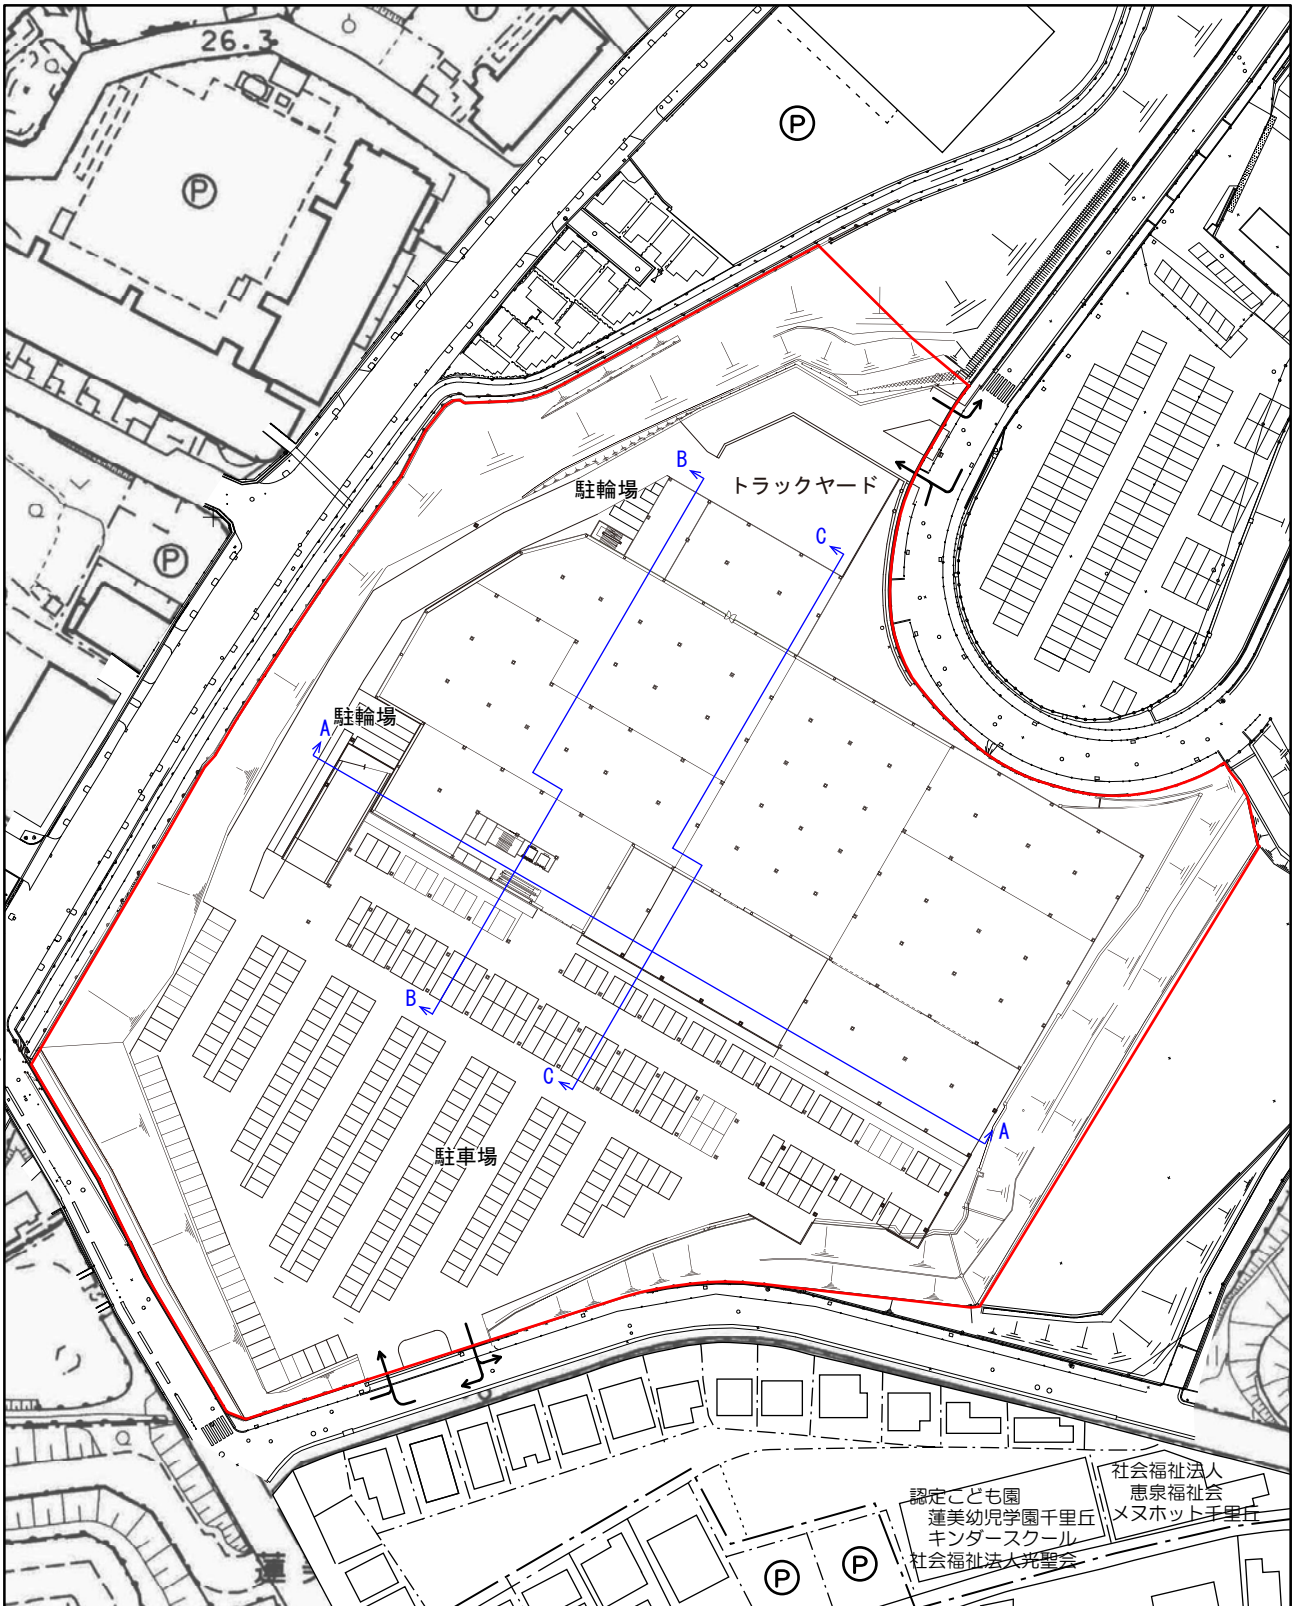 26.3
P
P
P
B
駐輪場
トラックヤード
C
駐輪場
A
B
C
A
駐車場
社会福祉法人
恵泉福祉会
メヌホット千里丘
認定こども園
蓮美幼児学園千里丘
キンダースクール
社会福祉法人光聖会
蓮
P
P